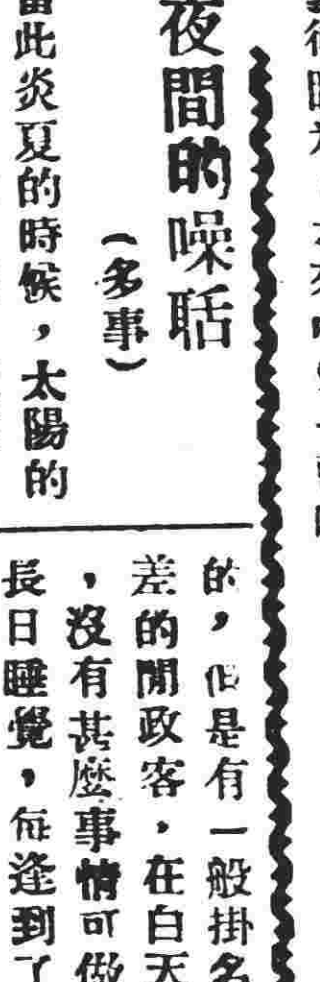 夜間的噪聒
(多事)
此炎夏的時候,太陽的
的,但是有一般掛名
差的閒政客,在白天
,沒有甚麼事情可做
長日睡覺,每逢到了